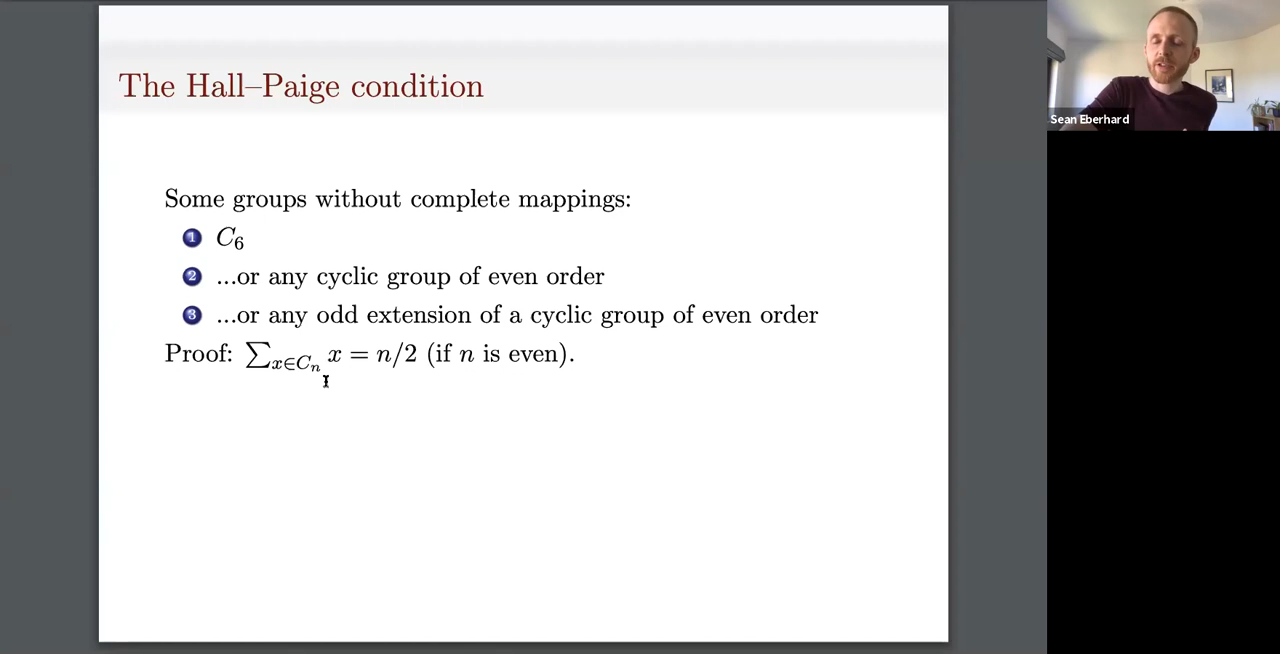 The Hall–Paige condition
Sean Eberhard
Some groups without complete mappings:
1 C₆
2 ...or any cyclic group of even order
3 ...or any odd extension of a cyclic group of even order
Proof: ∑_{x∈Cₙ} x = n/2 (if n is even).